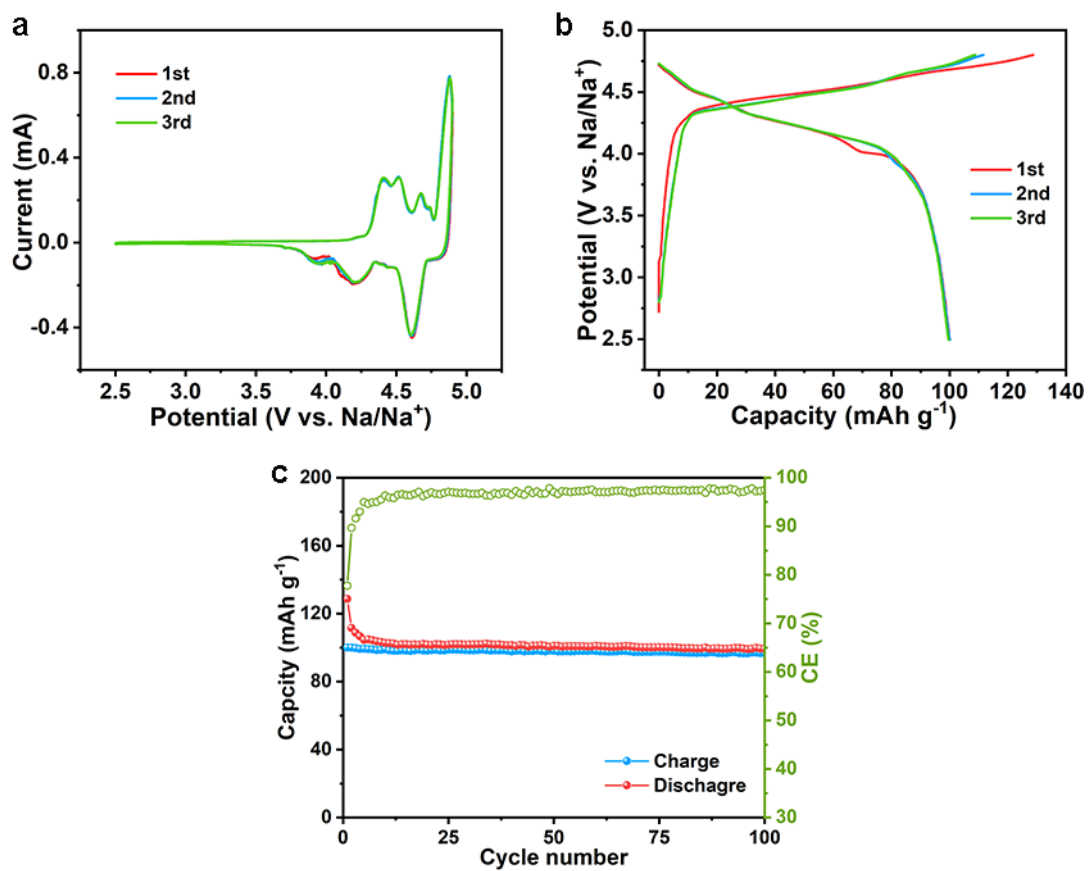 a
Current (mA)
0.8
0.4
0.0
-0.4
1st
2nd
3rd
2.5 3.0 3.5 4.0 4.5 5.0
Potential (V vs. Na/Na⁺)
b
Potential (V vs. Na/Na⁺)
5.0
4.5
4.0
3.5
3.0
2.5
1st
2nd
3rd
0 20 40 60 80 100 120 140
Capacity (mAh g⁻¹)
c
Capcity (mAh g⁻¹)
200
160
120
80
40
0
Charge
Dischagre
100
90
80
70
60
50
40
30
CE (%)
0 25 50 75 100
Cycle number